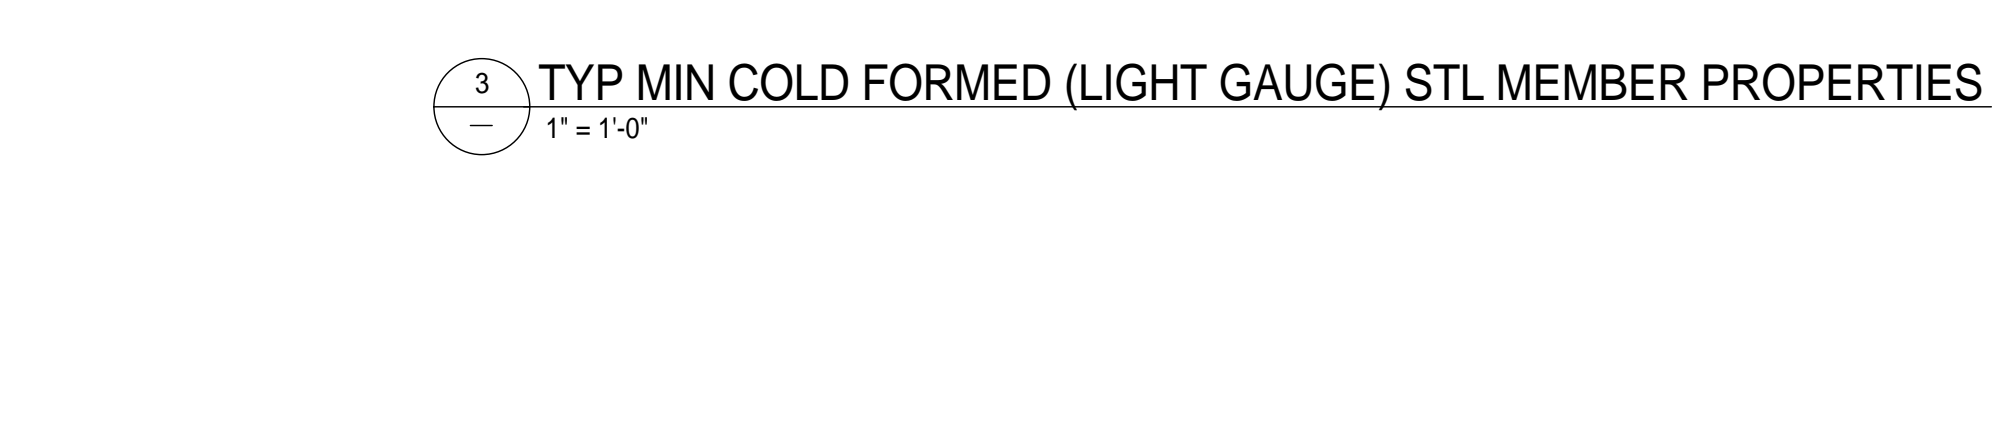 3
TYP MIN COLD FORMED (LIGHT GAUGE) STL MEMBER PROPERTIES
—
1" = 1'-0"